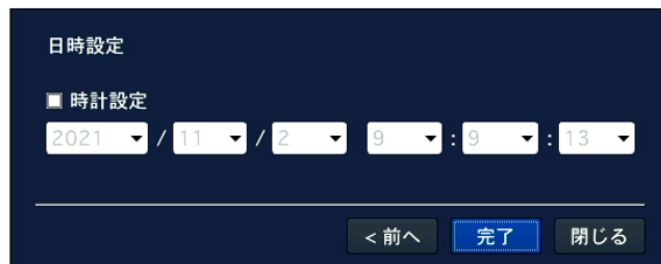 日時設定
時計設定
2021 / 11 / 2 9 : 9 : 13
<前へ 完了 閉じる